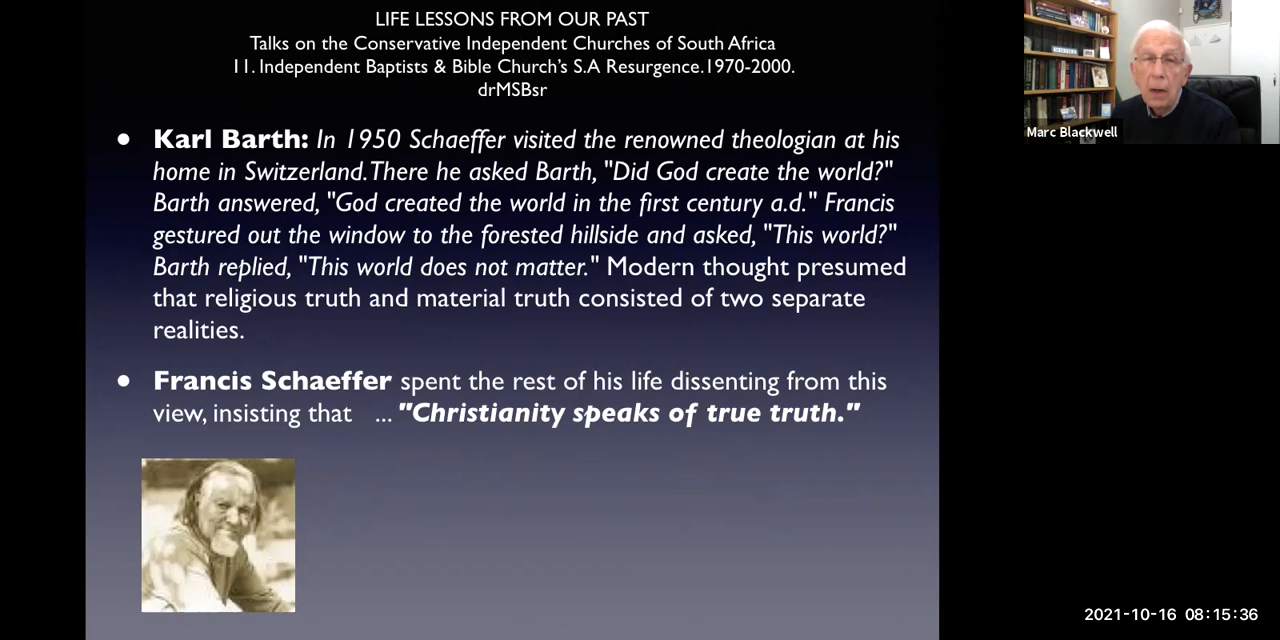 LIFE LESSONS FROM OUR PAST
Talks on the Conservative Independent Churches of South Africa
11. Independent Baptists & Bible Church's S.A Resurgence.1970-2000.
drMSBsr
• Karl Barth: In 1950 Schaeffer visited the renowned theologian at his
home in Switzerland.There he asked Barth, "Did God create the world?"
Barth answered, "God created the world in the first century a.d." Francis
gestured out the window to the forested hillside and asked, "This world?"
Barth replied, "This world does not matter." Modern thought presumed
that religious truth and material truth consisted of two separate
realities.
• Francis Schaeffer spent the rest of his life dissenting from this
view, insisting that ... "Christianity speaks of true truth."
Marc Blackwell
2021-10-16 08:15:36